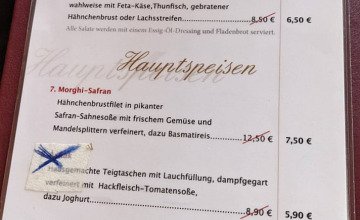 wahlweise mit Feta-Käse,Thunfisch, gebratener
Hähnchenbrust oder Lachsstreifen. 8,50 € 6,50 €
Alle Salate werden mit einem Essig-Öl-Dressing und Fladenbrot serviert.
Hauptspeisen
Hauptspeisen
7. Morghi-Safran
Hähnchenbrustfilet in pikanter
Safran-Sahnesoße mit frischem Gemüse und
Mandelsplittern verfeinert, dazu Basmatireis 12,50 € 7,50 €
Hausgemachte Teigtaschen mit Lauchfüllung, dampfgegart
verfeinert mit Hackfleisch-Tomatensoße,
dazu Joghurt 8,90 € 5,90 €